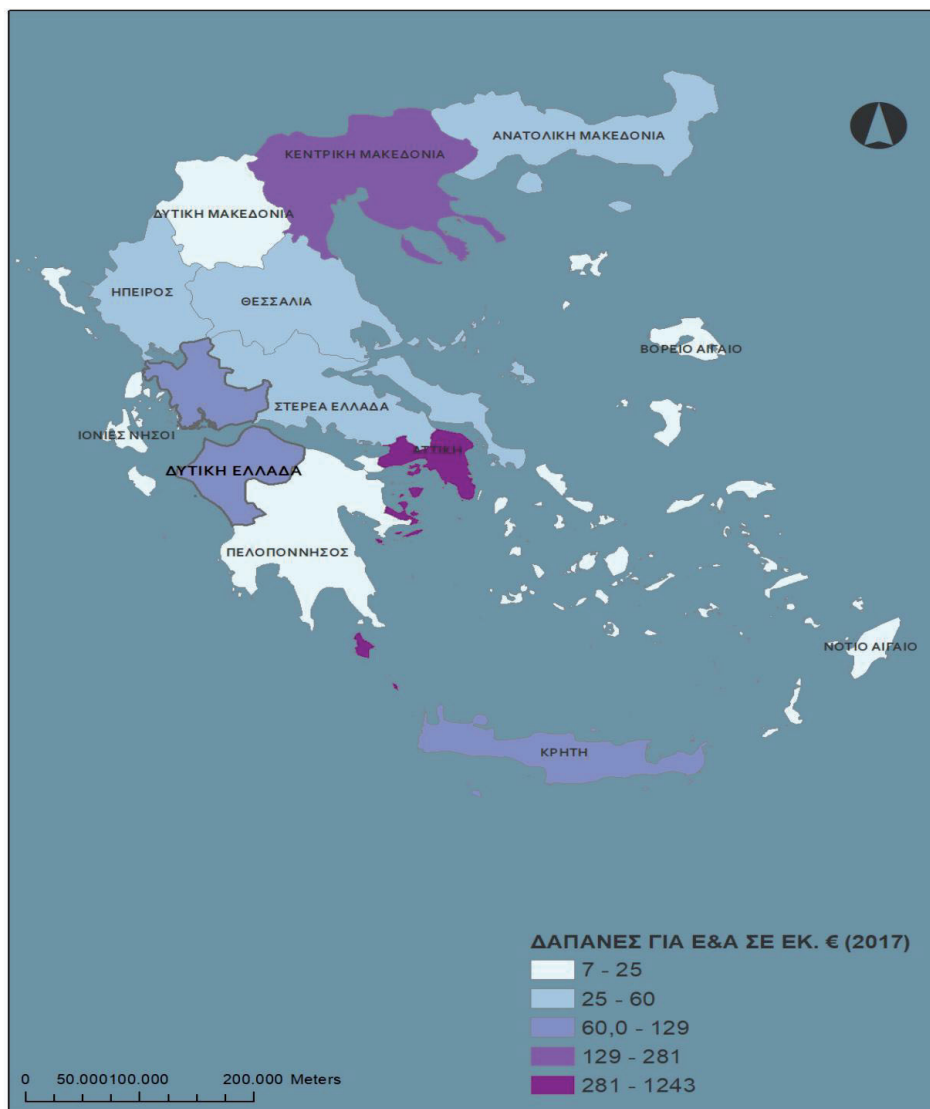 ΑΝΑΤΟΛΙΚΗ ΜΑΚΕΔΟΝΙΑ
ΚΕΝΤΡΙΚΗ ΜΑΚΕΔΟΝΙΑ
ΔΥΤΙΚΗ ΜΑΚΕΔΟΝΙΑ
ΗΠΕΙΡΟΣ
ΘΕΣΣΑΛΙΑ
ΒΟΡΕΙΟ ΑΙΓΑΙΟ
ΣΤΕΡΕΑ ΕΛΛΑΔΑ
ΙΟΝΙΕΣ ΝΗΣΟΙ
ΑΤΤΙΚΗ
ΔΥΤΙΚΗ ΕΛΛΑΔΑ
ΠΕΛΟΠΟΝΝΗΣΟΣ
ΝΟΤΙΟ ΑΙΓΑΙΟ
ΚΡΗΤΗ
ΔΑΠΑΝΕΣ ΓΙΑ Ε&Α ΣΕ ΕΚ. € (2017)
7 - 25
25 - 60
60,0 - 129
129 - 281
281 - 1243
0 50.000100.000 200.000 Meters